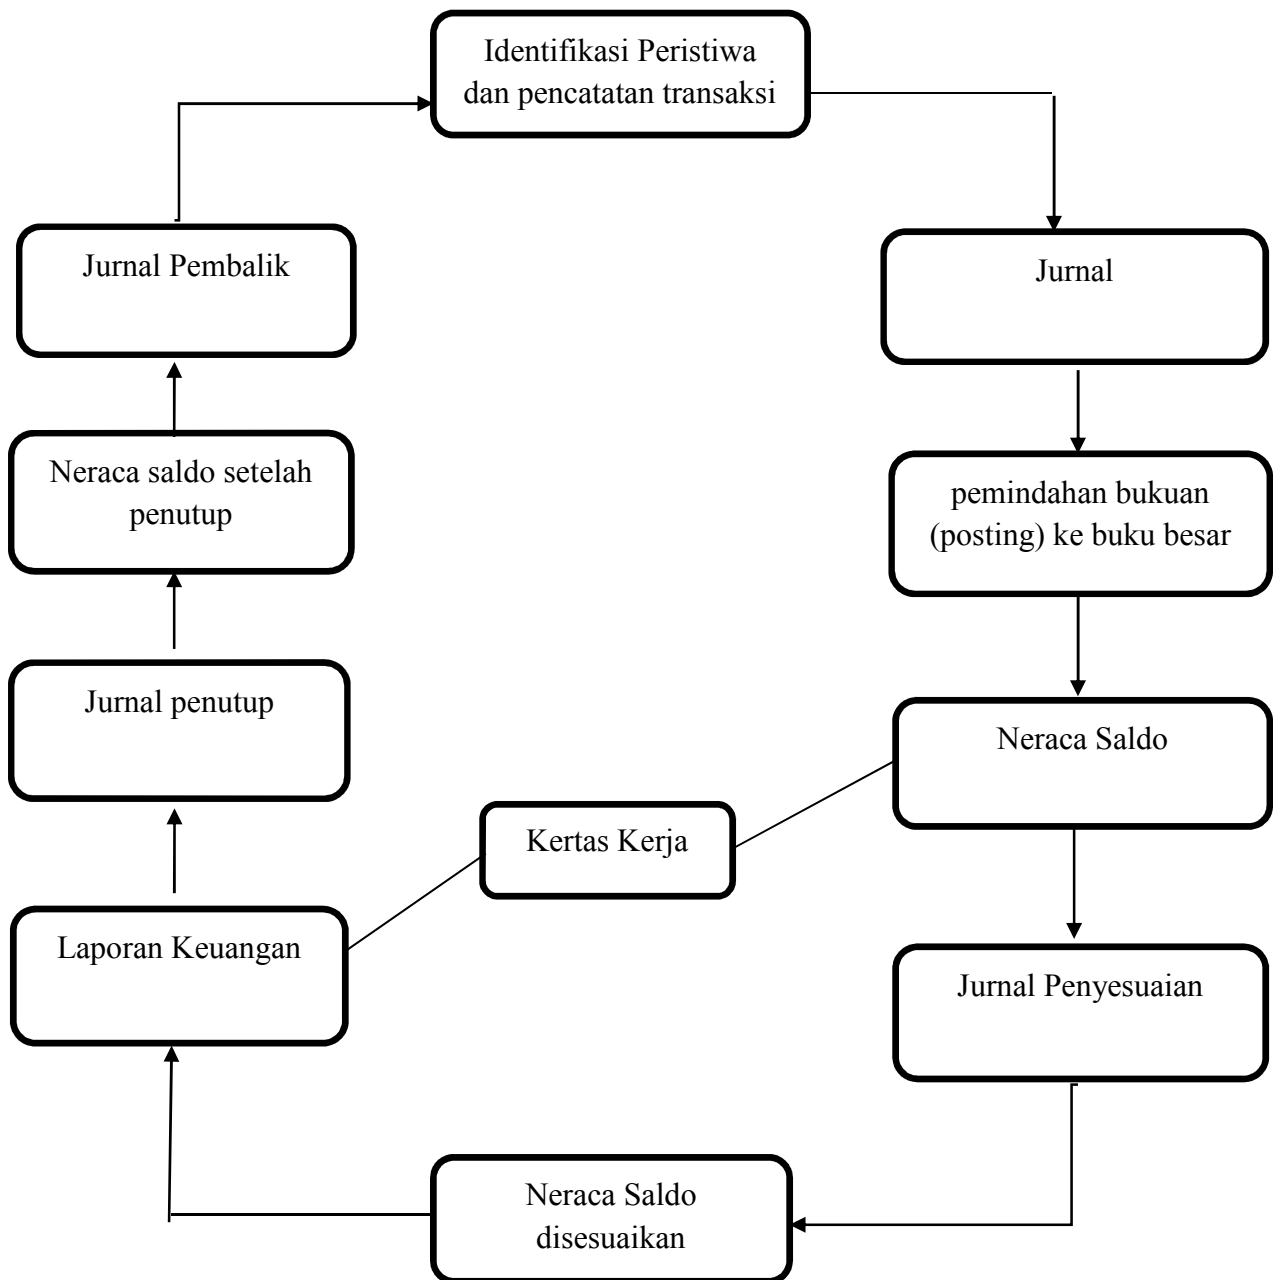 Identifikasi Peristiwa
dan pencatatan transaksi
Jurnal Pembalik
Jurnal
Neraca saldo setelah
penutup
pemindahan bukuan
(posting) ke buku besar
Jurnal penutup
Neraca Saldo
Kertas Kerja
Laporan Keuangan
Jurnal Penyesuaian
Neraca Saldo
disesuaikan